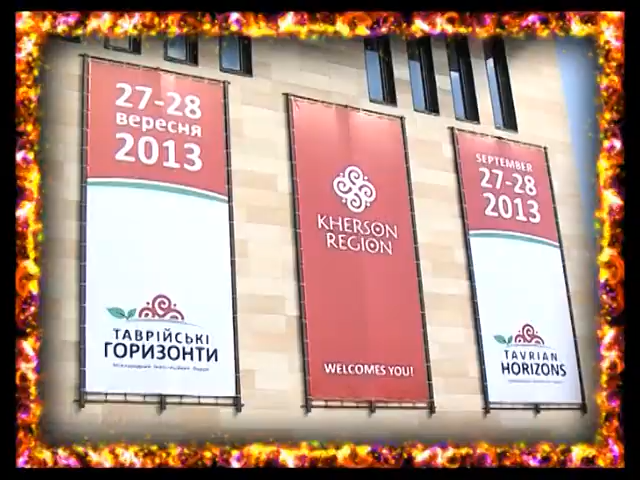 27-28
вересня
2013
ТАВРІЙСЬКІ
ГОРИЗОНТИ
KHERSON
REGION
WELCOMES YOU!
SEPTEMBER
27-28
2013
TAVRIAN
HORIZONS